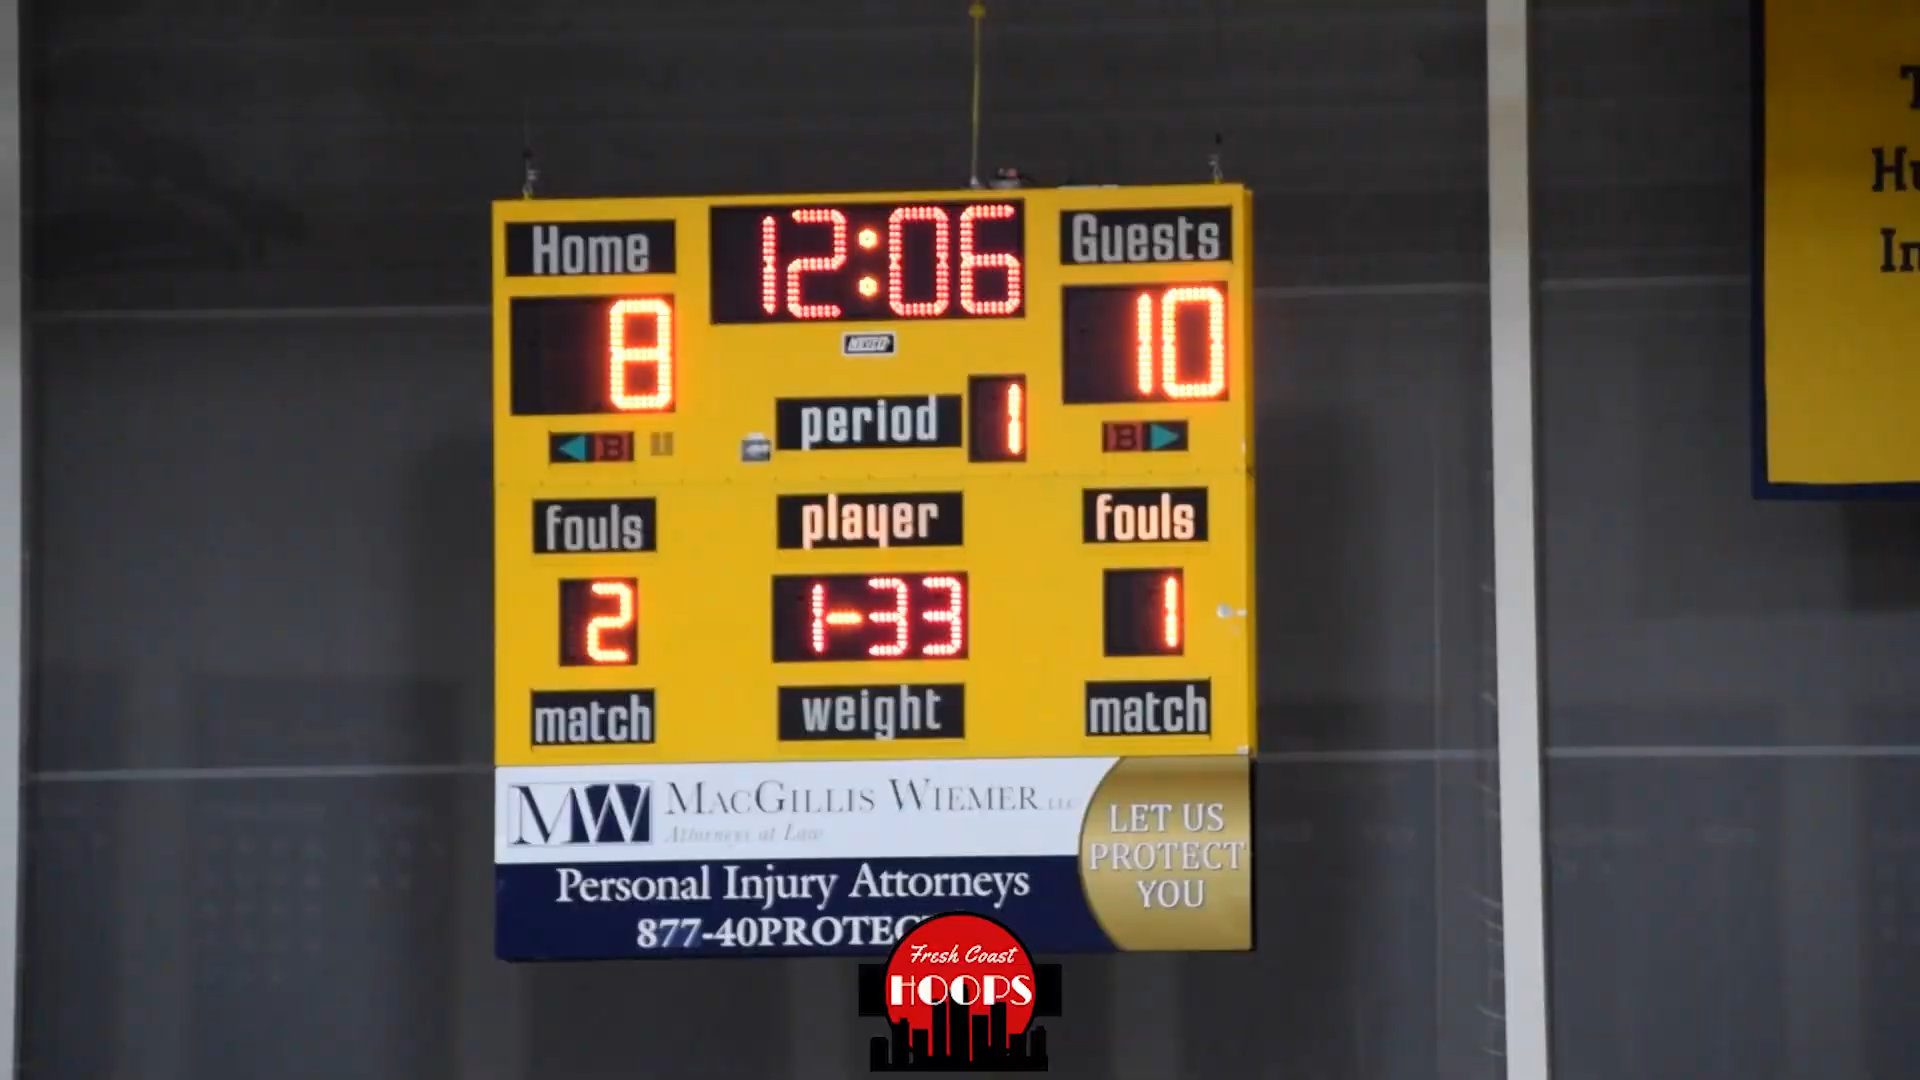 Home
12:06
Guests
8
10
period
1
B
B
fouls
player
fouls
2
1-33
1
match
weight
match
MW
MACGILLIS WIEMER LLC
Attorneys at Law
LET US
PROTECT
YOU
Personal Injury Attorneys
877-40PROTEC
Fresh Coast
HOOPS